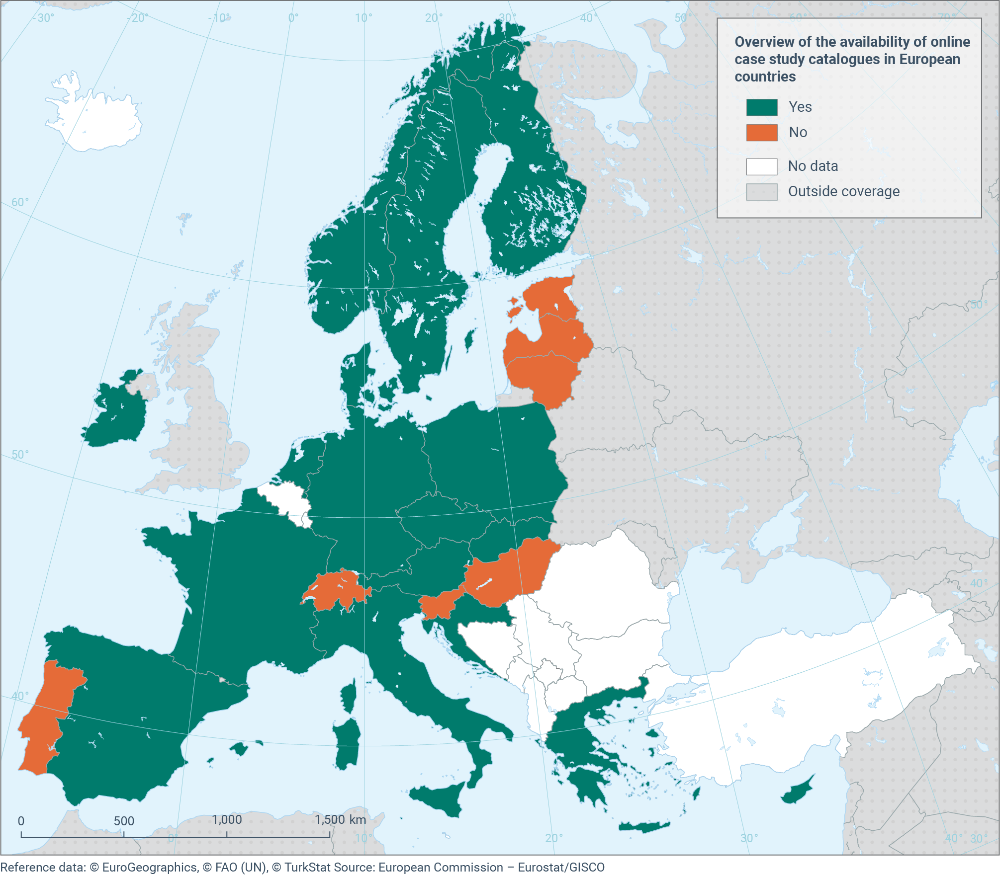 -30°
-20°
-10°
0°
10°
20°
30°
40°
50°
60°
70°
Overview of the availability of online
case study catalogues in European
countries
Yes
No
No data
Outside coverage
60°
50°
50°
40°
40°
0
500
1,000
1,500 km
0°
10°
20°
30°
40°
30°
Reference data: © EuroGeographics, © FAO (UN), © TurkStat Source: European Commission – Eurostat/GISCO